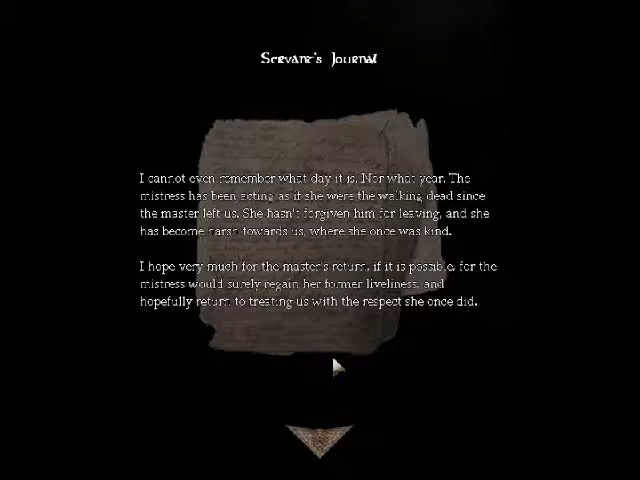 Servant's Journal
I cannot even remember what day it is. Nor what year. The
mistress has been acting as if she were the walking dead since
the master left us. She hasn't forgiven him for leaving, and she
has become harsh towards us, where she once was kind.
I hope very much for the master's return, if it is possible, for the
mistress would surely regain her former liveliness, and
hopefully return to treating us with the respect she once did.